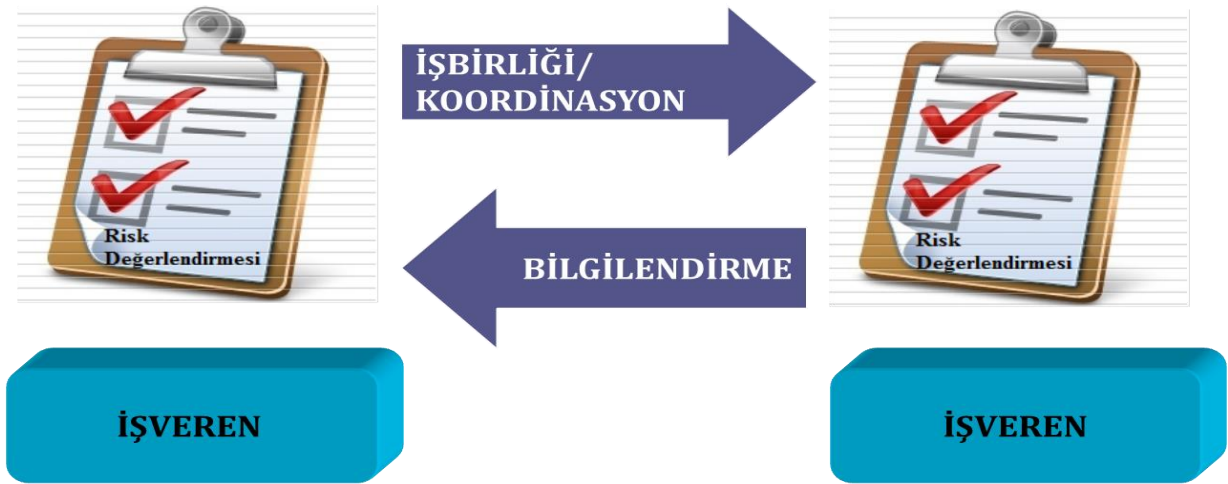 İŞBİRLİĞİ/
KOORDİNASYON
Risk
Değerlendirmesi
Risk
Değerlendirmesi
BİLGİLENDİRME
İŞVEREN
İŞVEREN